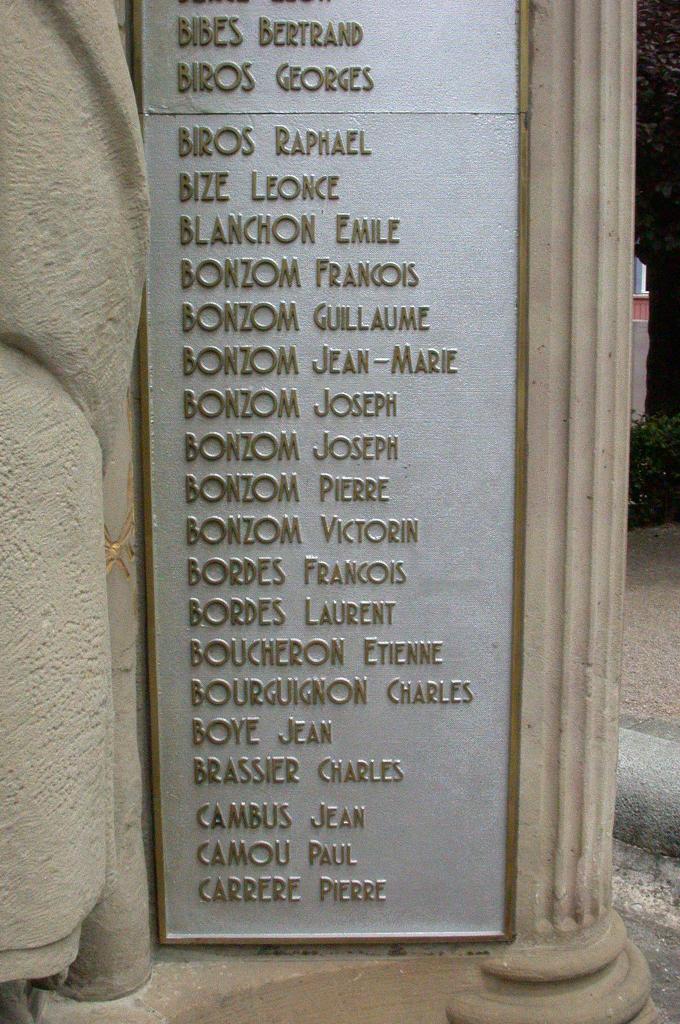 BIBES BERTRAND
BIROS GEORGES
BIROS RAPHAEL
BIZE LEONCE
BLANCHON EMILE
BONZOM FRANCOIS
BONZOM GUILLAUME
BONZOM JEAN-MARIE
BONZOM JOSEPH
BONZOM JOSEPH
BONZOM PIERRE
BONZOM VICTORIN
BORDES FRANCOIS
BORDES LAURENT
BOUCHERON ETIENNE
BOURGUIGNON CHARLES
BOYE JEAN
BRASSIER CHARLES
CAMBUS JEAN
CAMOU PAUL
CARRERE PIERRE